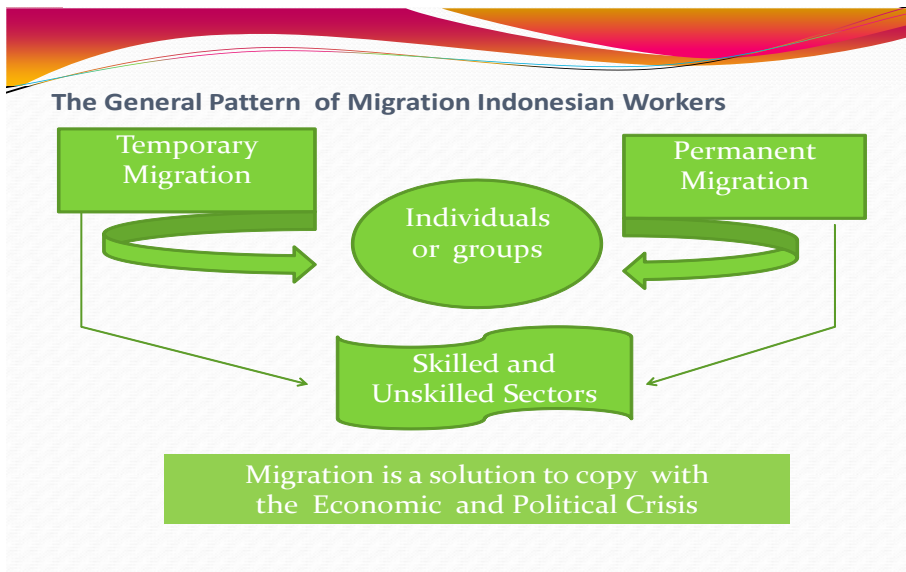 The General Pattern of Migration Indonesian Workers
Temporary
Migration
Permanent
Migration
Individuals
or groups
Skilled and
Unskilled Sectors
Migration is a solution to copy with
the Economic and Political Crisis